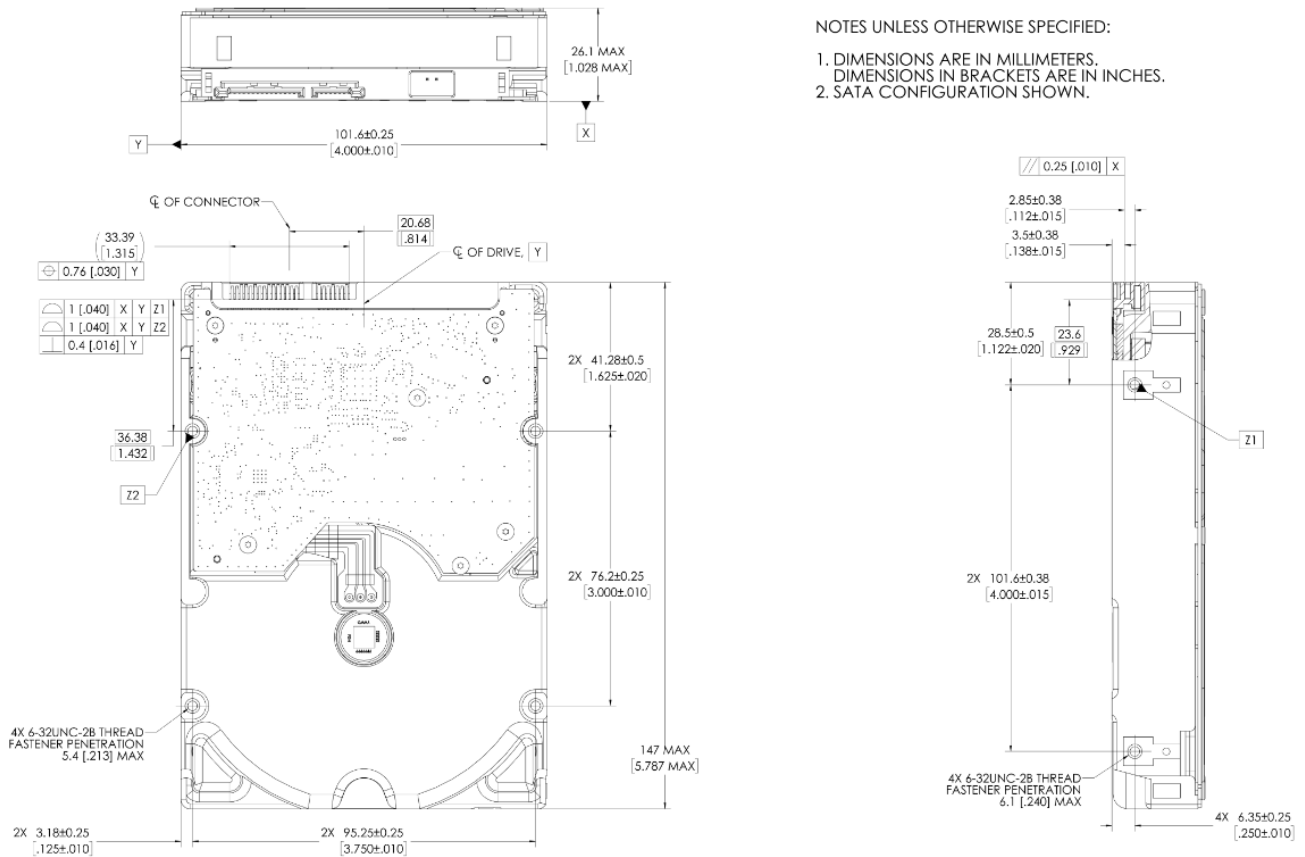 26.1 MAX
[1.028 MAX]
X
Y
101.6±0.25
[4.000±.010]
NOTES UNLESS OTHERWISE SPECIFIED:
1. DIMENSIONS ARE IN MILLIMETERS.
DIMENSIONS IN BRACKETS ARE IN INCHES.
2. SATA CONFIGURATION SHOWN.
℄ OF CONNECTOR
20.68
.814
(33.39)
[1.315]
℄ OF DRIVE, Y
⌯ 0.76 [.030] Y
⌓ 1 [.040] X Y Z1
⌓ 1 [.040] X Y Z2
⟂ 0.4 [.016] Y
2X 41.28±0.5
[1.625±.020]
36.38
1.432
Z2
2X 76.2±0.25
[3.000±.010]
4X 6-32UNC-2B THREAD
FASTENER PENETRATION
5.4 [.213] MAX
147 MAX
[5.787 MAX]
2X 3.18±0.25
[.125±.010]
2X 95.25±0.25
[3.750±.010]
// 0.25 [.010] X
2.85±0.38
[.112±.015]
3.5±0.38
[.138±.015]
28.5±0.5
[1.122±.020]
23.6
.929
Z1
2X 101.6±0.38
[4.000±.015]
4X 6-32UNC-2B THREAD
FASTENER PENETRATION
6.1 [.240] MAX
4X 6.35±0.25
[.250±.010]